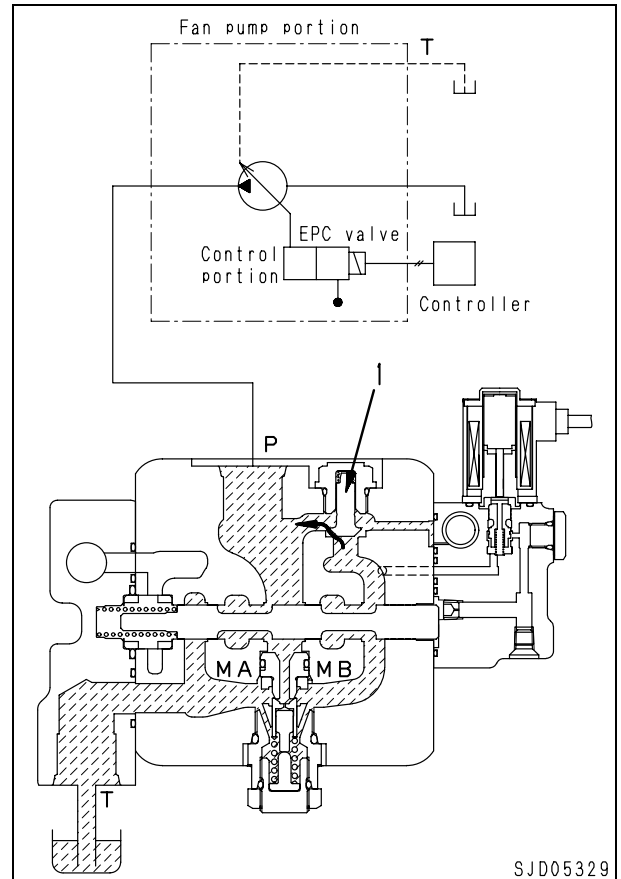 Fan pump portion
T
EPC valve
Control
portion
Controller
1
P
MA
MB
T
SJD05329